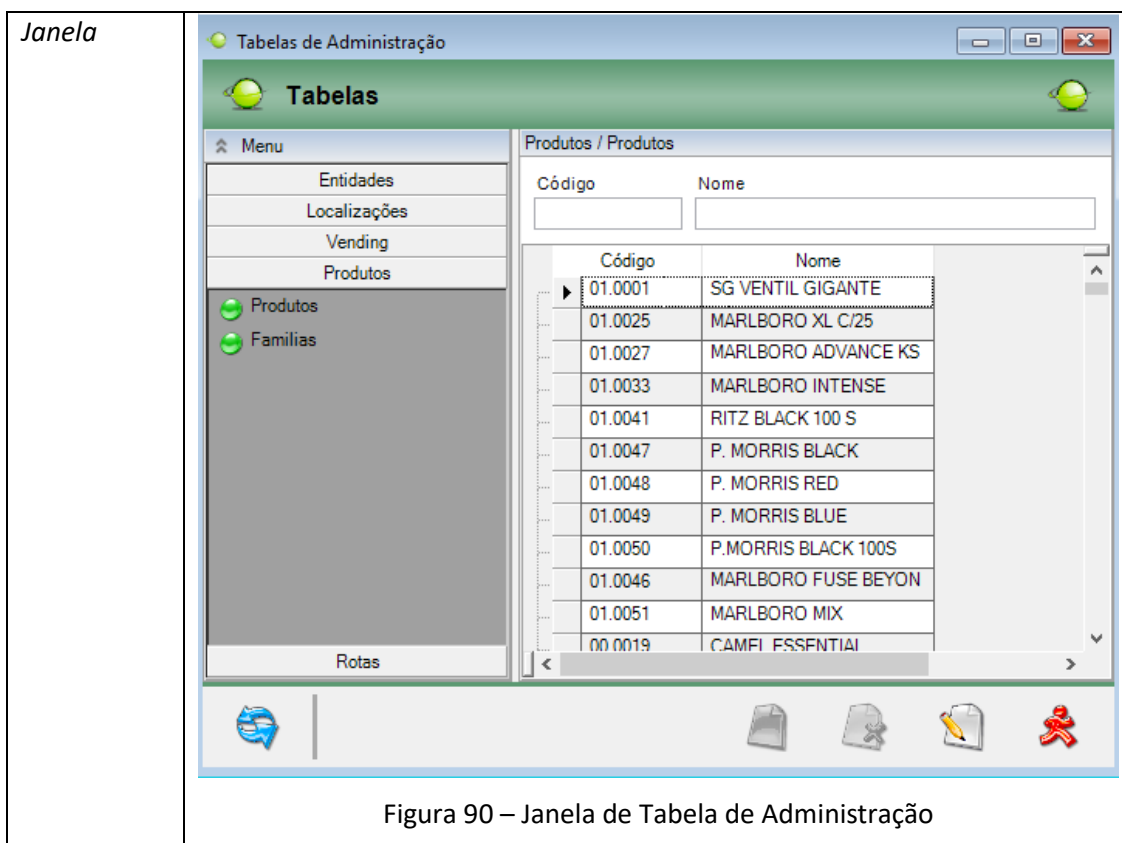 Janela
Tabelas de Administração
Tabelas
Menu
Entidades
Localizações
Vending
Produtos
Produtos
Familias
Rotas
Produtos / Produtos
Código Nome
Código Nome
01.0001 SG VENTIL GIGANTE
01.0025 MARLBORO XL C/25
01.0027 MARLBORO ADVANCE KS
01.0033 MARLBORO INTENSE
01.0041 RITZ BLACK 100 S
01.0047 P. MORRIS BLACK
01.0048 P. MORRIS RED
01.0049 P. MORRIS BLUE
01.0050 P.MORRIS BLACK 100S
01.0046 MARLBORO FUSE BEYON
01.0051 MARLBORO MIX
00.0019 CAMEL ESSENTIAL
Figura 90 – Janela de Tabela de Administração